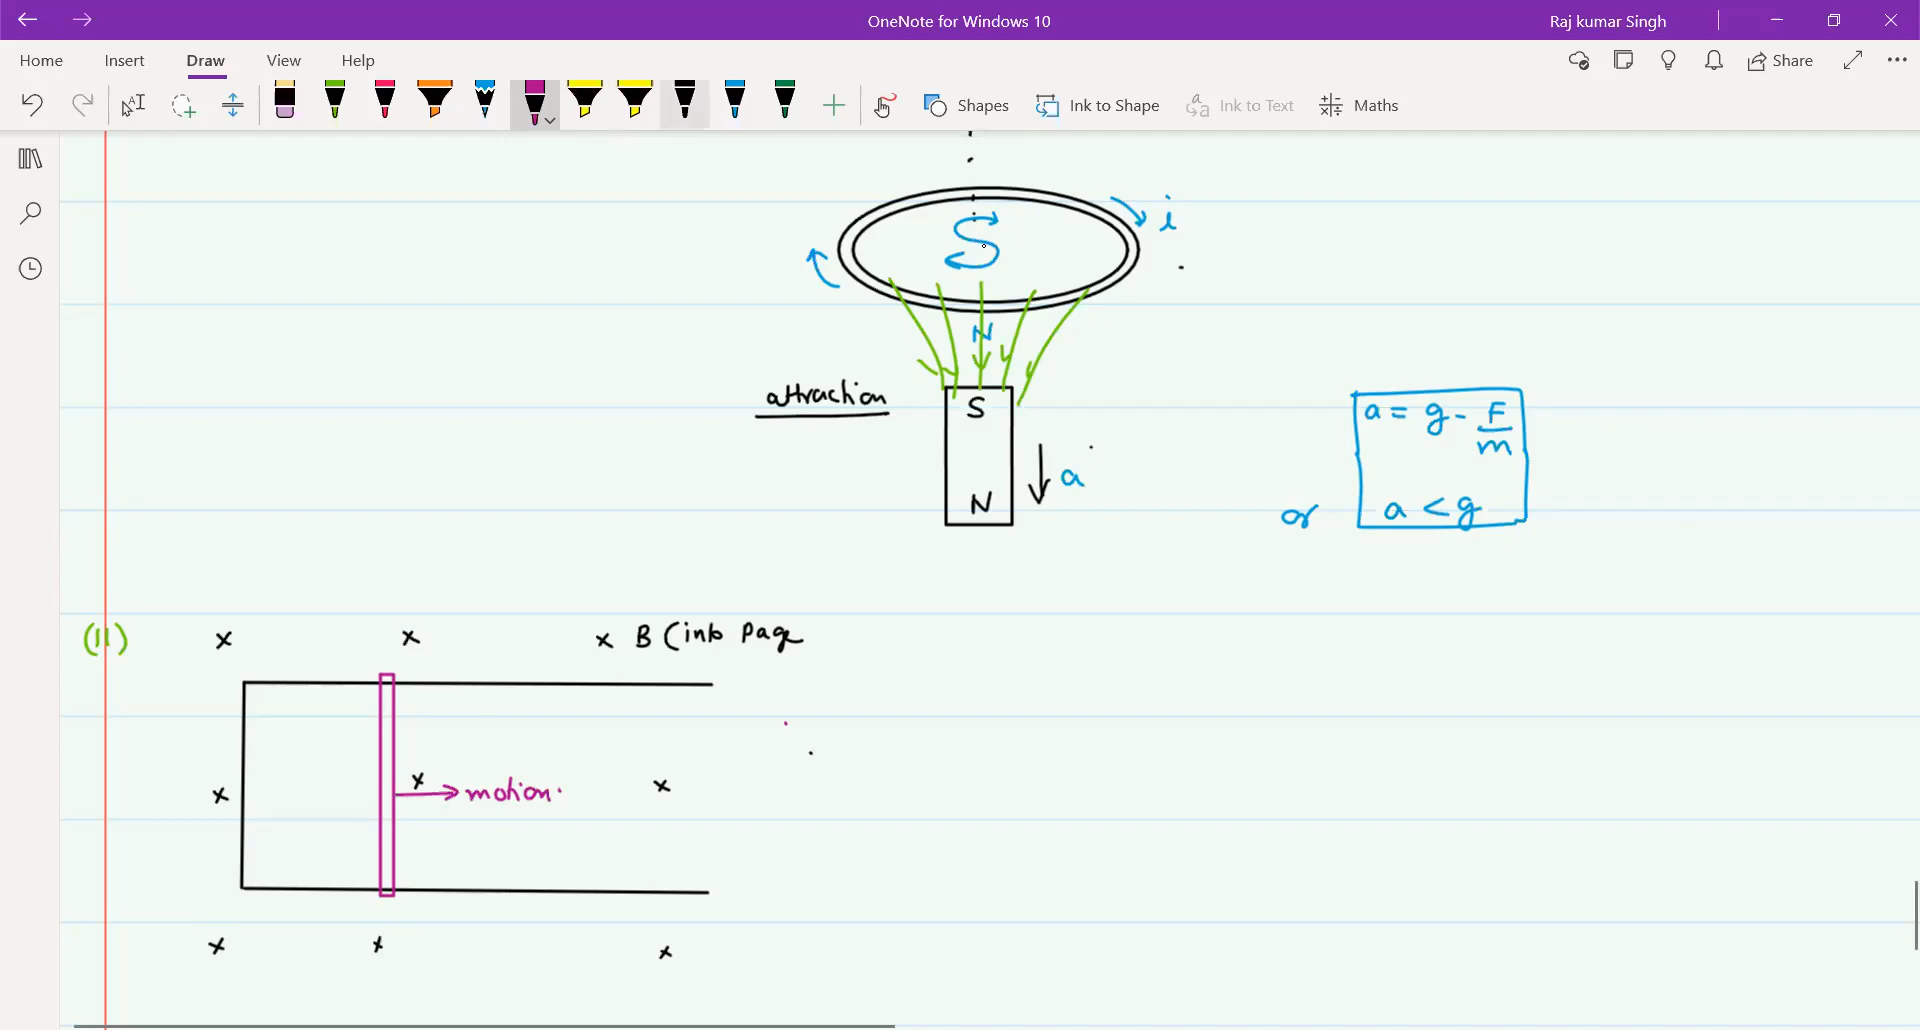 OneNote for Windows 10
Raj kumar Singh
Home Insert Draw View Help
Share
Shapes Ink to Shape Ink to Text Maths
i
S
N
attraction
S
a = g - F/m
a
N
or a < g
(11) x x x B (into Page
x x → motion. x
x x x